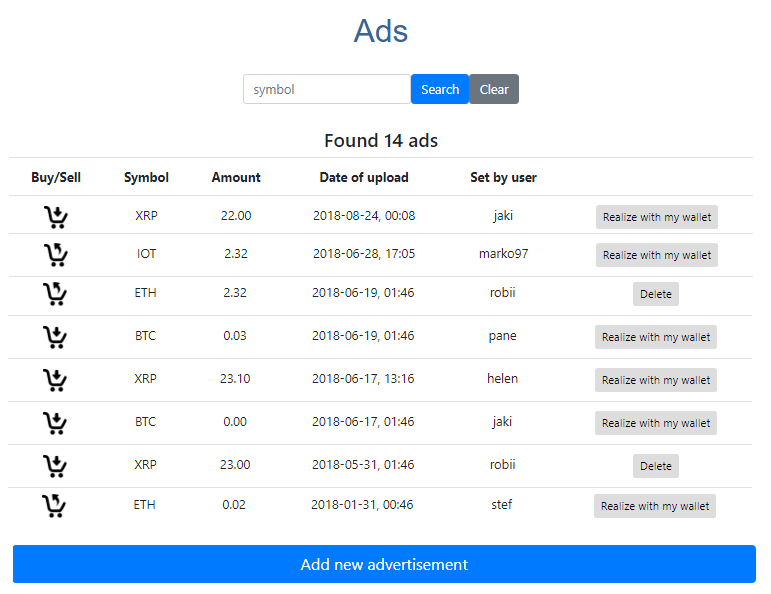 Ads
symbol Search Clear
Found 14 ads
Buy/Sell Symbol Amount Date of upload Set by user
XRP 22.00 2018-08-24, 00:08 jaki Realize with my wallet
IOT 2.32 2018-06-28, 17:05 marko97 Realize with my wallet
ETH 2.32 2018-06-19, 01:46 robii Delete
BTC 0.03 2018-06-19, 01:46 pane Realize with my wallet
XRP 23.10 2018-06-17, 13:16 helen Realize with my wallet
BTC 0.00 2018-06-17, 01:46 jaki Realize with my wallet
XRP 23.00 2018-05-31, 01:46 robii Delete
ETH 0.02 2018-01-31, 00:46 stef Realize with my wallet
Add new advertisement